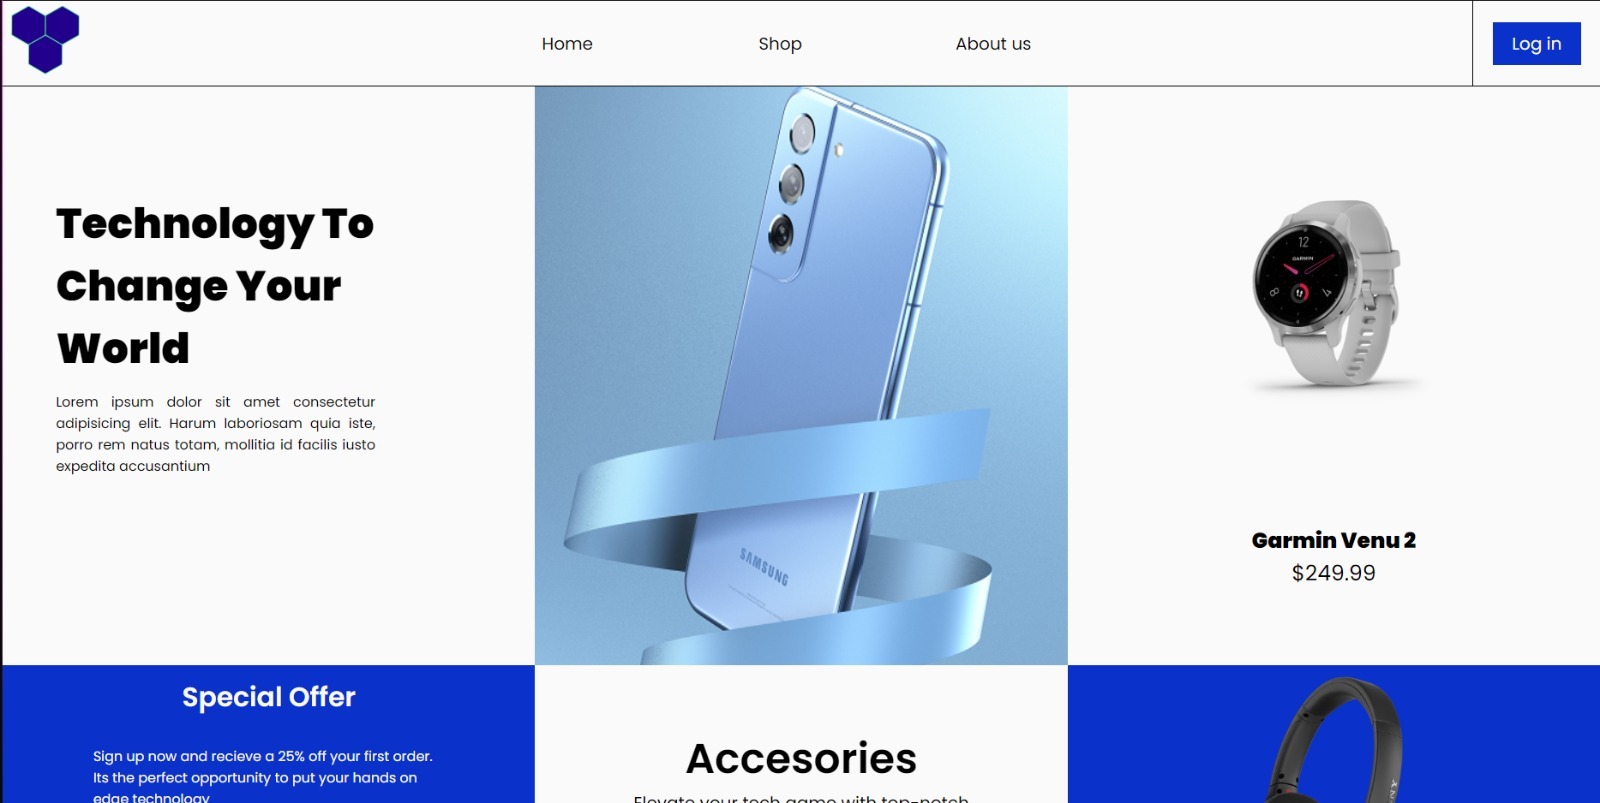 Home
Shop
About us
Log in
Technology To
Change Your
World
Lorem ipsum dolor sit amet consectetur
adipisicing elit. Harum laboriosam quia iste,
porro rem natus totam, mollitia id facilis iusto
expedita accusantium
SAMSUNG
12
GARMIN
8
4
Garmin Venu 2
$249.99
Special Offer
Sign up now and recieve a 25% off your first order.
Its the perfect opportunity to put your hands on
edge technology
Accesories
Elevate your tech game with top-notch